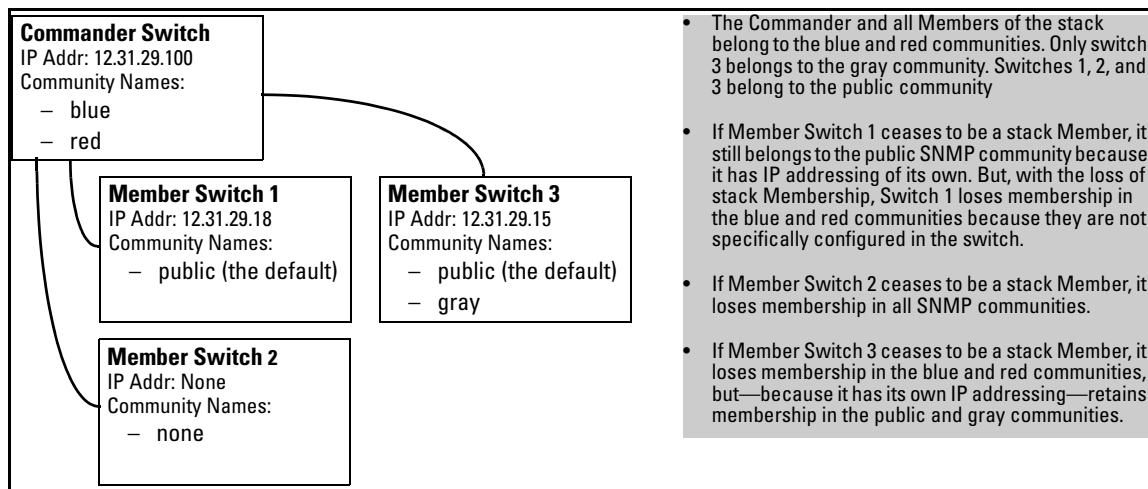 Commander Switch
IP Addr: 12.31.29.100
Community Names:
– blue
– red
Member Switch 1
IP Addr: 12.31.29.18
Community Names:
– public (the default)
Member Switch 3
IP Addr: 12.31.29.15
Community Names:
– public (the default)
– gray
Member Switch 2
IP Addr: None
Community Names:
– none
• The Commander and all Members of the stack
belong to the blue and red communities. Only switch
3 belongs to the gray community. Switches 1, 2, and
3 belong to the public community
• If Member Switch 1 ceases to be a stack Member, it
still belongs to the public SNMP community because
it has IP addressing of its own. But, with the loss of
stack Membership, Switch 1 loses membership in
the blue and red communities because they are not
specifically configured in the switch.
• If Member Switch 2 ceases to be a stack Member, it
loses membership in all SNMP communities.
• If Member Switch 3 ceases to be a stack Member, it
loses membership in the blue and red communities,
but—because it has its own IP addressing—retains
membership in the public and gray communities.